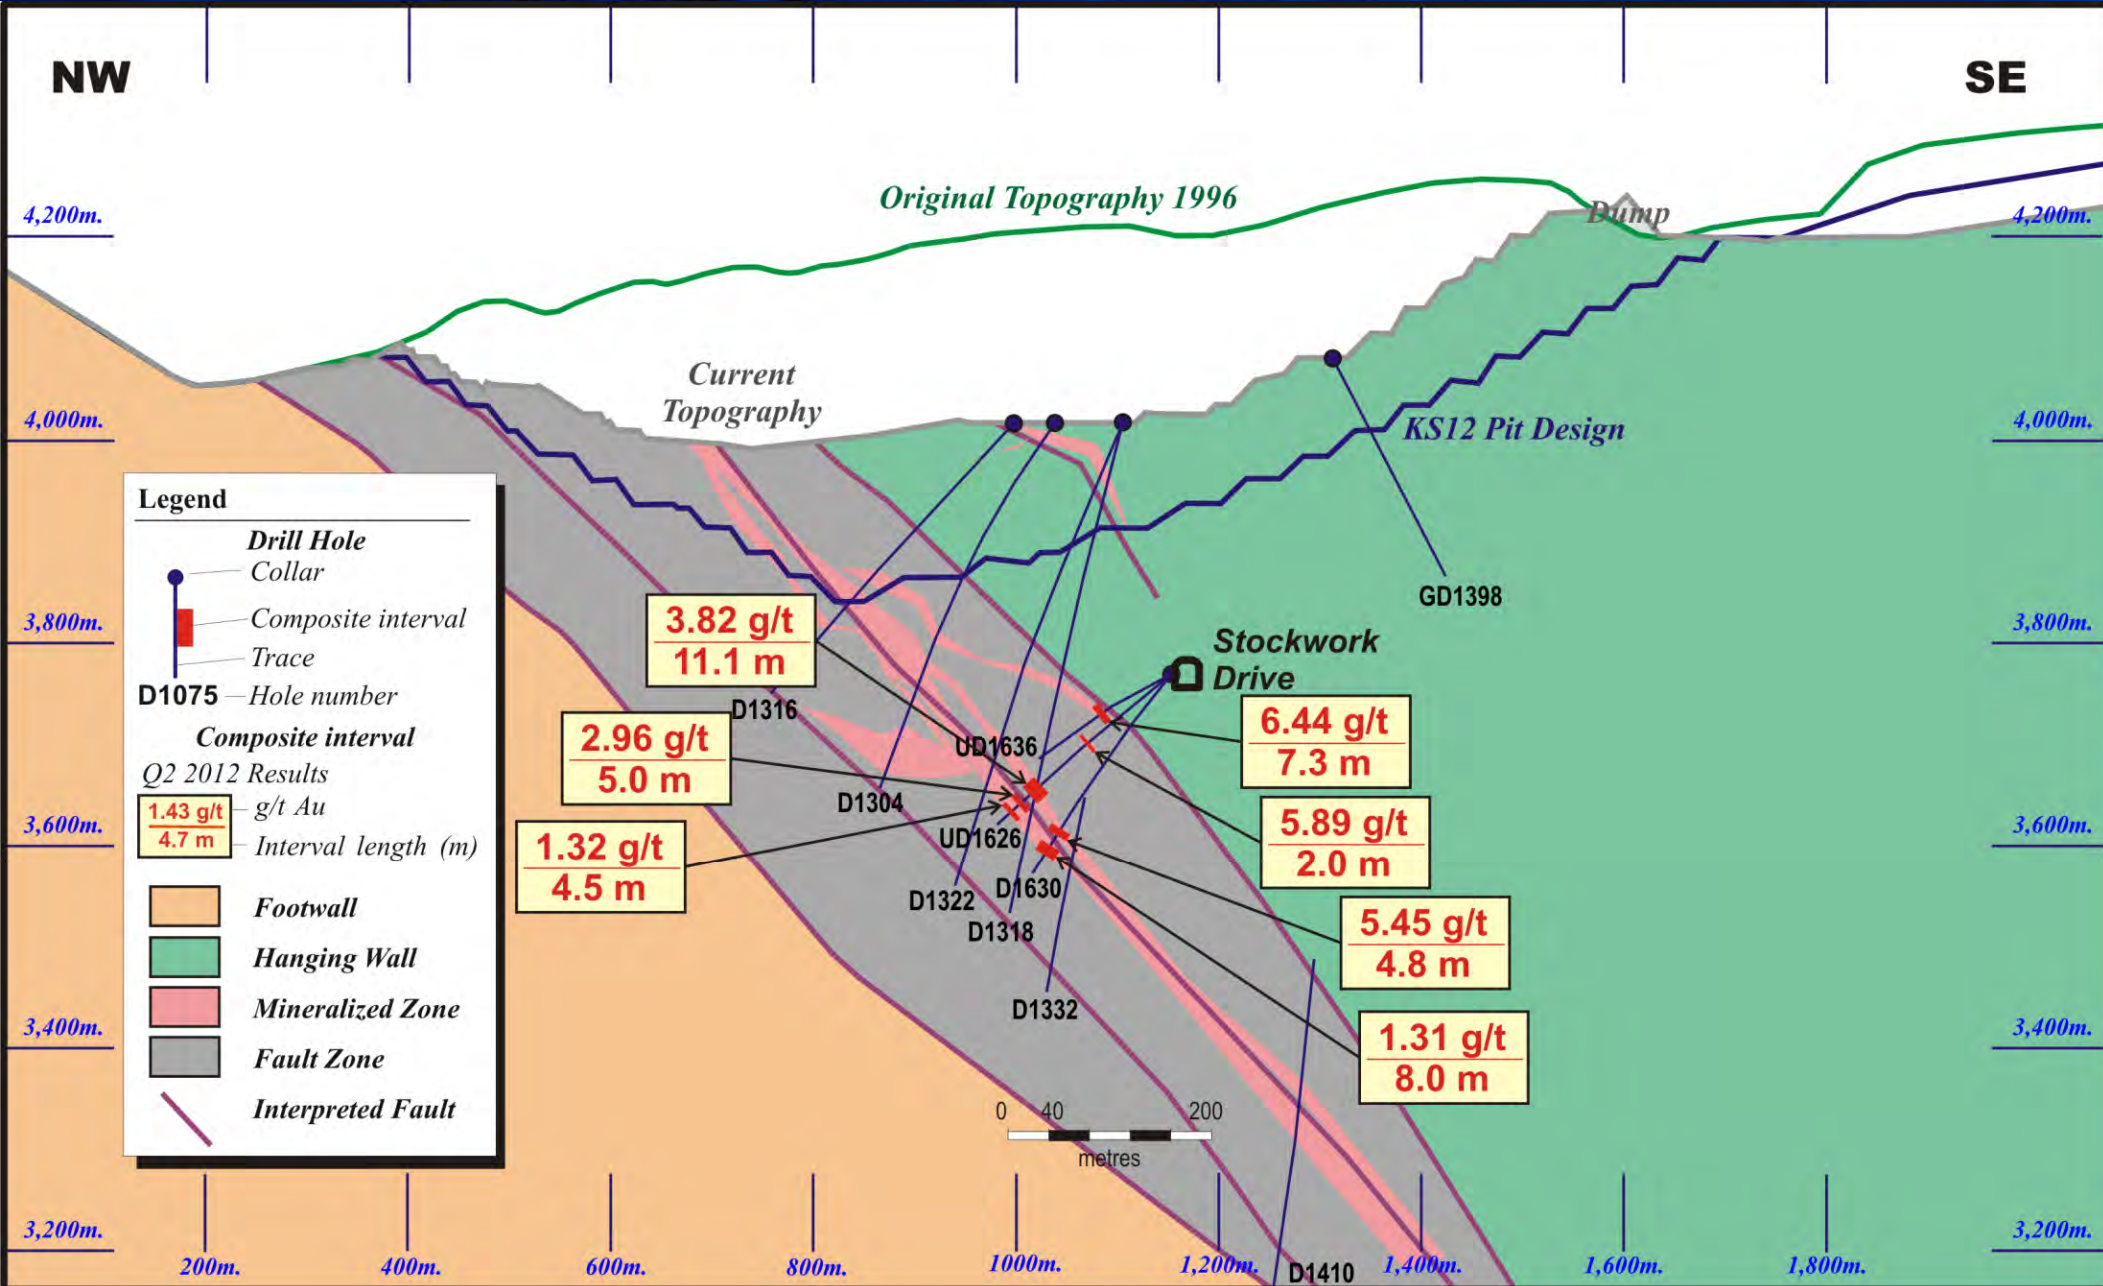 NW
SE
Original Topography 1996
Dump
4,200m.
4,200m.
Current
Topography
4,000m.
4,000m.
KS12 Pit Design
Legend
Drill Hole
Collar
Composite interval
Trace
D1075
Hole number
Composite interval
Q2 2012 Results
1.43 g/t
4.7 m
g/t Au
Interval length (m)
Footwall
Hanging Wall
Mineralized Zone
Fault Zone
Interpreted Fault
GD1398
3,800m.
3,800m.
3.82 g/t
11.1 m
Stockwork
Drive
D1316
2.96 g/t
5.0 m
UD1636
6.44 g/t
7.3 m
D1304
UD1626
3,600m.
3,600m.
1.32 g/t
4.5 m
5.89 g/t
2.0 m
D1322
D1630
D1318
5.45 g/t
4.8 m
D1332
3,400m.
3,400m.
1.31 g/t
8.0 m
0 40 200
metres
3,200m.
3,200m.
200m.
400m.
600m.
800m.
1000m.
1,200m.
D1410
1,400m.
1,600m.
1,800m.